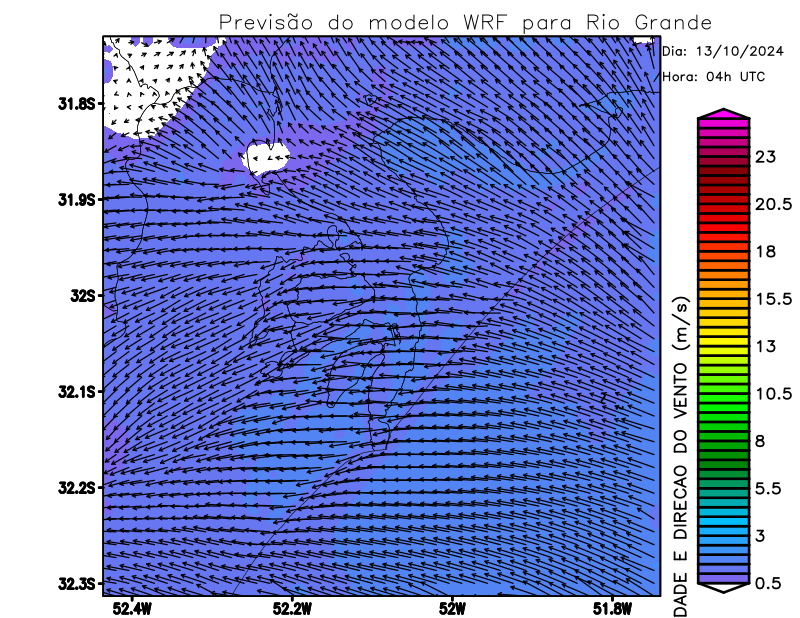 Previsão do modelo WRF para Rio Grande
Dia: 13/10/2024
Hora: 04h UTC
31.8S
31.9S
32S
32.1S
32.2S
32.3S
52.4W
52.2W
52W
51.8W
DADE E DIRECAO DO VENTO (m/s)
23
20.5
18
15.5
13
10.5
8
5.5
3
0.5